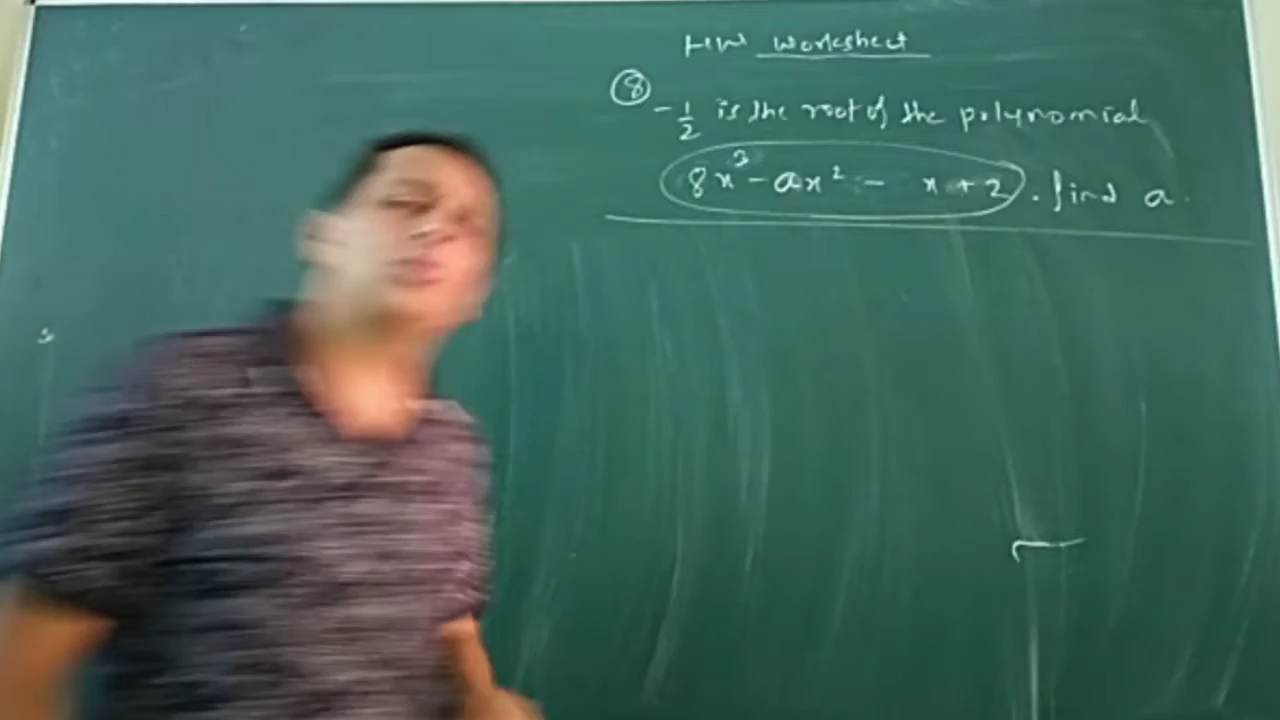 HW Worksheet
⑧ -1/2 is the root of the polynomial
8x³ - ax² - x + 2. find a.